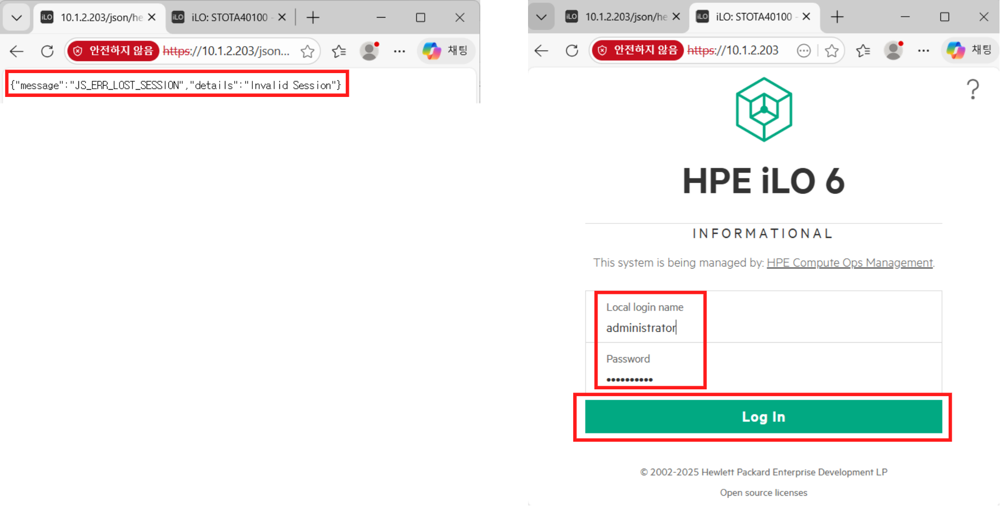 iLO 10.1.2.203/json/he
iLO iLO: STOTA40100 -
안전하지 않음 https://10.1.2.203/json...
채팅
{"message":"JS_ERR_LOST_SESSION","details":"Invalid Session"}
iLO 10.1.2.203/json/he
iLO iLO: STOTA40100 -
안전하지 않음 https://10.1.2.203
채팅
?
HPE iLO 6
INFORMATIONAL
This system is being managed by: HPE Compute Ops Management.
Local login name
administrator
Password
••••••••••
Log In
© 2002-2025 Hewlett Packard Enterprise Development LP
Open source licenses